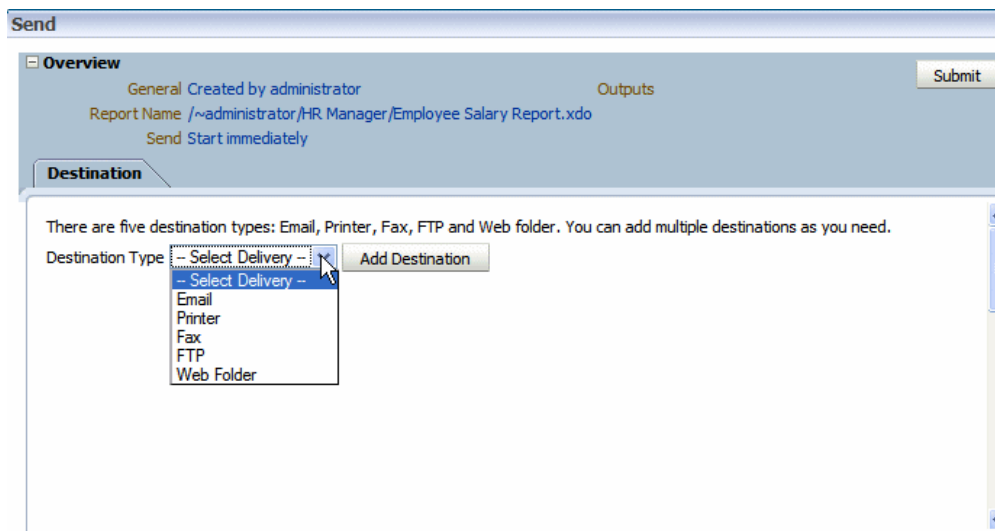 Send
Overview
Submit
General Created by administrator Outputs
Report Name /~administrator/HR Manager/Employee Salary Report.xdo
Send Start immediately
Destination
There are five destination types: Email, Printer, Fax, FTP and Web folder. You can add multiple destinations as you need.
Destination Type -- Select Delivery -- Add Destination
-- Select Delivery --
Email
Printer
Fax
FTP
Web Folder